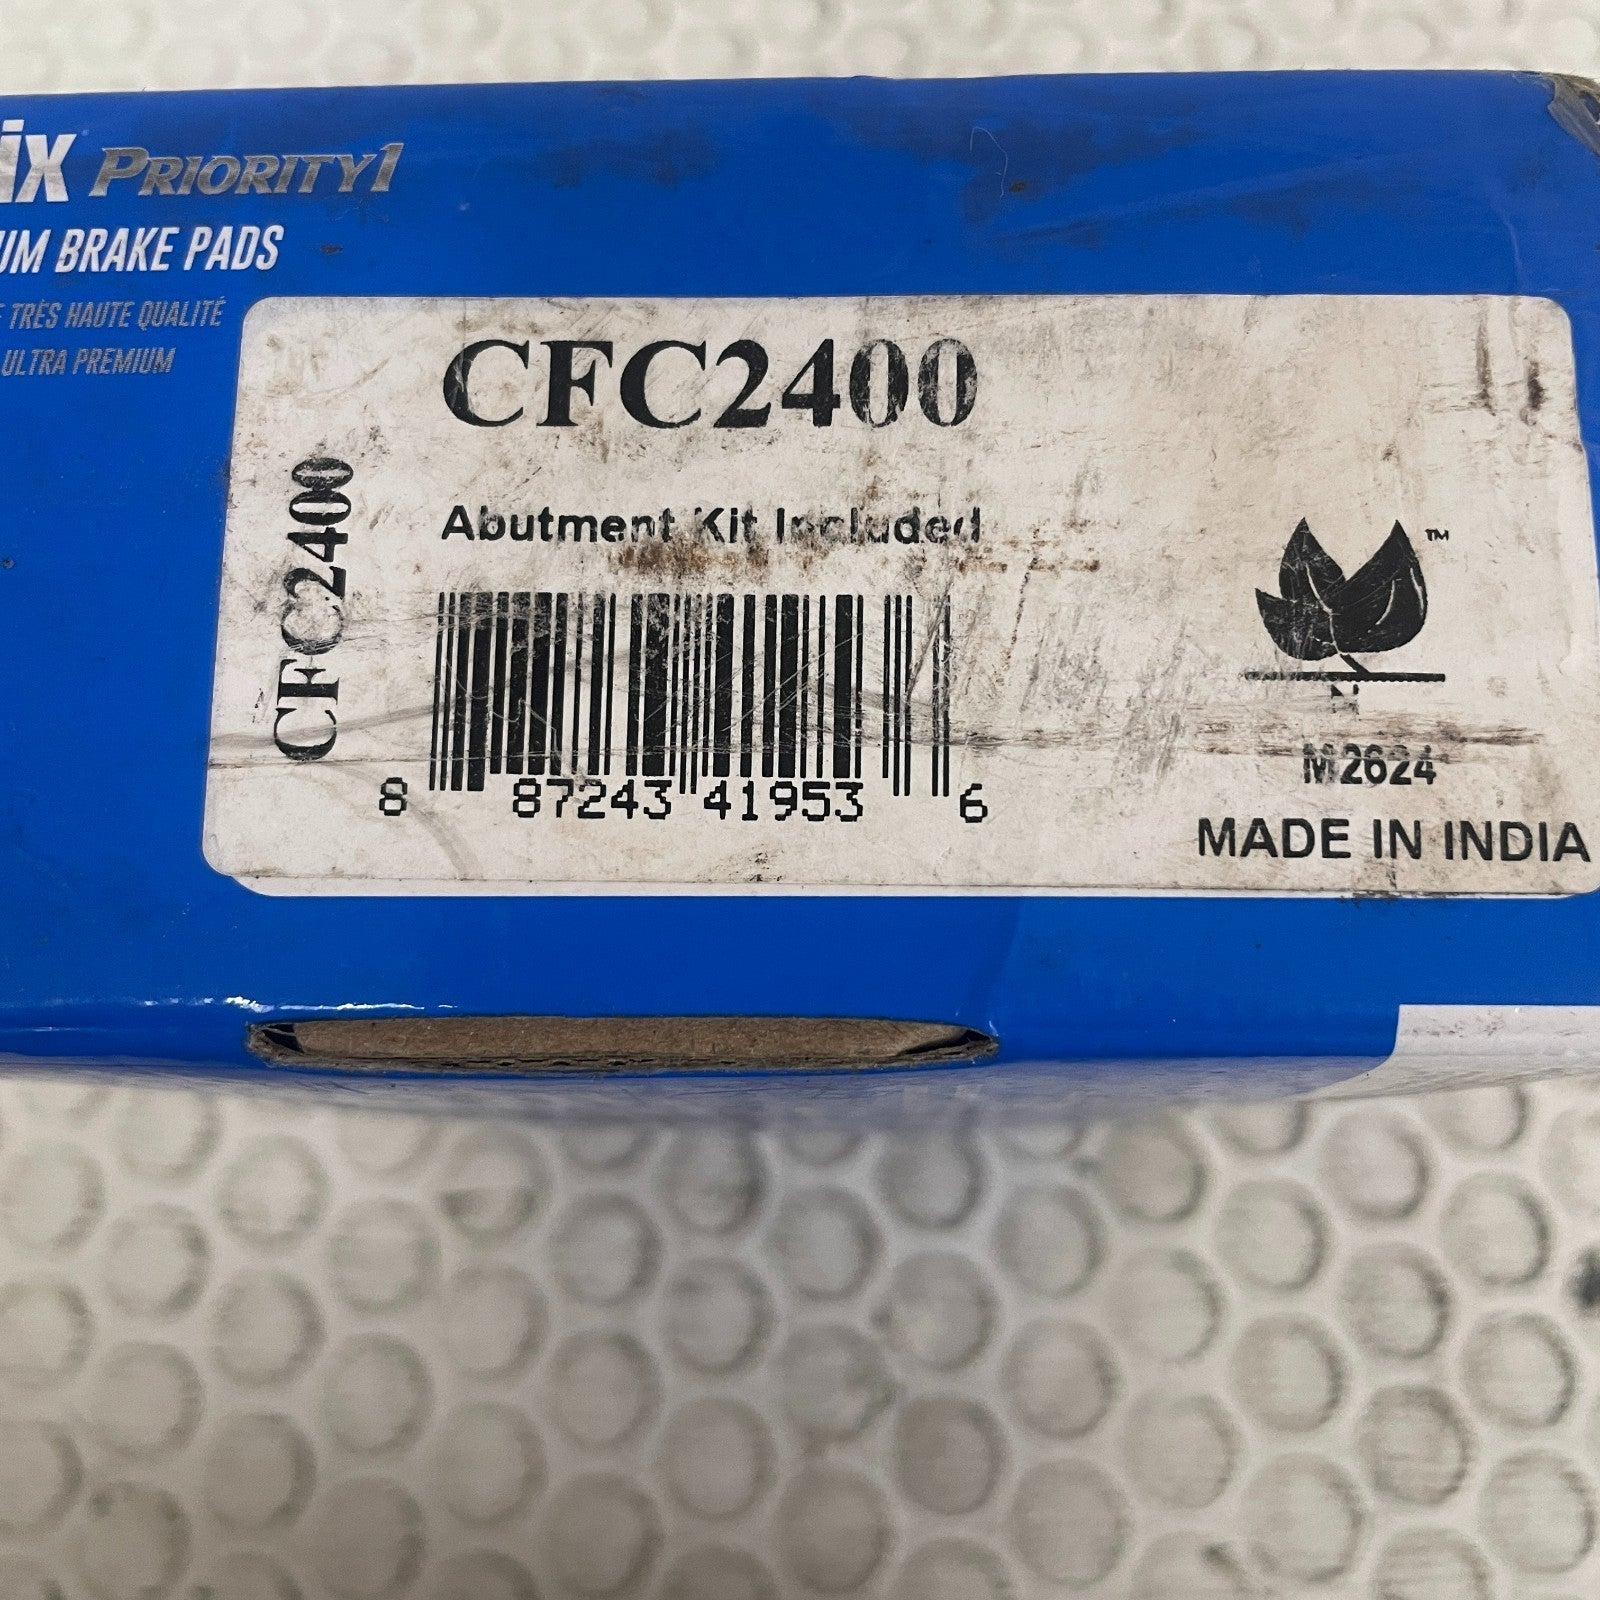 ix PRIORITY1
UM BRAKE PADS
E TRÈS HAUTE QUALITÉ
ULTRA PREMIUM
CFC2400
CFC2400
Abutment Kit Included
8 87243 41953 6
TM
N
M2624
MADE IN INDIA